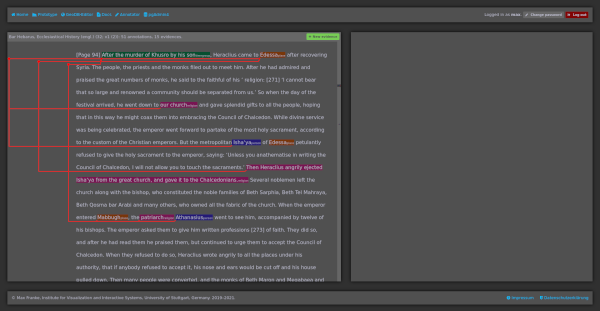 Home Prototype GeoDBEditor Docs Annotator pgAdmin Logged in as max. Change password Log out
Bar Hebraus, Ecclesiastical History (eng) I (52, c) (52: 51 annotations, 15 evidences. New evidence
[Page 94] After the murder of Khusro by his son, Heraclius came to Edessa after recovering
Syria. The people, the priests and the monks filed out to meet him. After he had admired and
praised the great numbers of monks, he said to the faithful of his ' religion: [271] 'I cannot bear
that so large and renowned a community should be separated from us.' So when the day of the
festival arrived, he went down to our church and gave splendid gifts to all the people, hoping
that in this way he might coax them into embracing the Council of Chalcedon. While divine service
was being celebrated, the emperor went forward to partake of the most holy sacrament, according
to the custom of the Christian emperors. But the metropolitan Isha'ya of Edessa petulantly
refused to give the holy sacrament to the emperor, saying: 'Unless you anathematise in writing the
Council of Chalcedon, I will not allow you to touch the sacraments.' Then Heraclius angrily ejected
Isha'ya from the great church, and gave it to the Chalcedonians. Several noblemen left the
church along with the bishop, who constituted the noble families of Beth Sarphia, Beth Tel Mahraya,
Beth Qosma bar Arabi and many others, who owned all the fabric of the church. When the emperor
entered Mabbugh, the patriarch Athanasius went to see him, accompanied by twelve of
his bishops. The emperor asked them to give him written professions [273] of faith. They did so,
and after he had read them he praised them, but continued to urge them to accept the Council of
Chalcedon. When they refused to do so, Heraclius wrote angrily to all the places under his
authority, that if anybody refused to accept it, his nose and ears would be cut off and his house
pulled down. Then many people were converted, and the monks of Beth Maron and Menabgaya
© Max Franke, Institute for Visualisation and Interactive Systems, University of Stuttgart, Germany. 2019–2021. Impressum Datenschutzerklärung